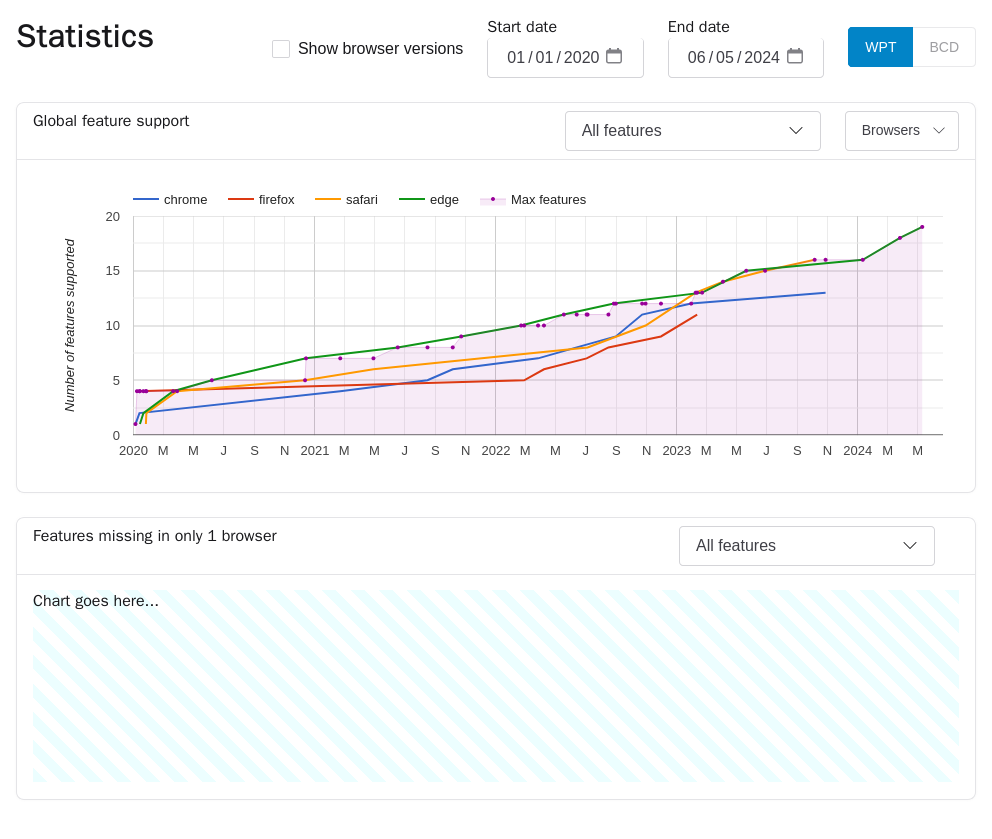 Statistics
Show browser versions
Start date
01/01/2020
End date
06/05/2024
WPT
BCD
Global feature support
All features
Browsers
chrome firefox safari edge Max features
Number of features supported
20
15
10
5
0
2020 M M J S N 2021 M M J S N 2022 M M J S N 2023 M M J S N 2024 M M
Features missing in only 1 browser
All features
Chart goes here...